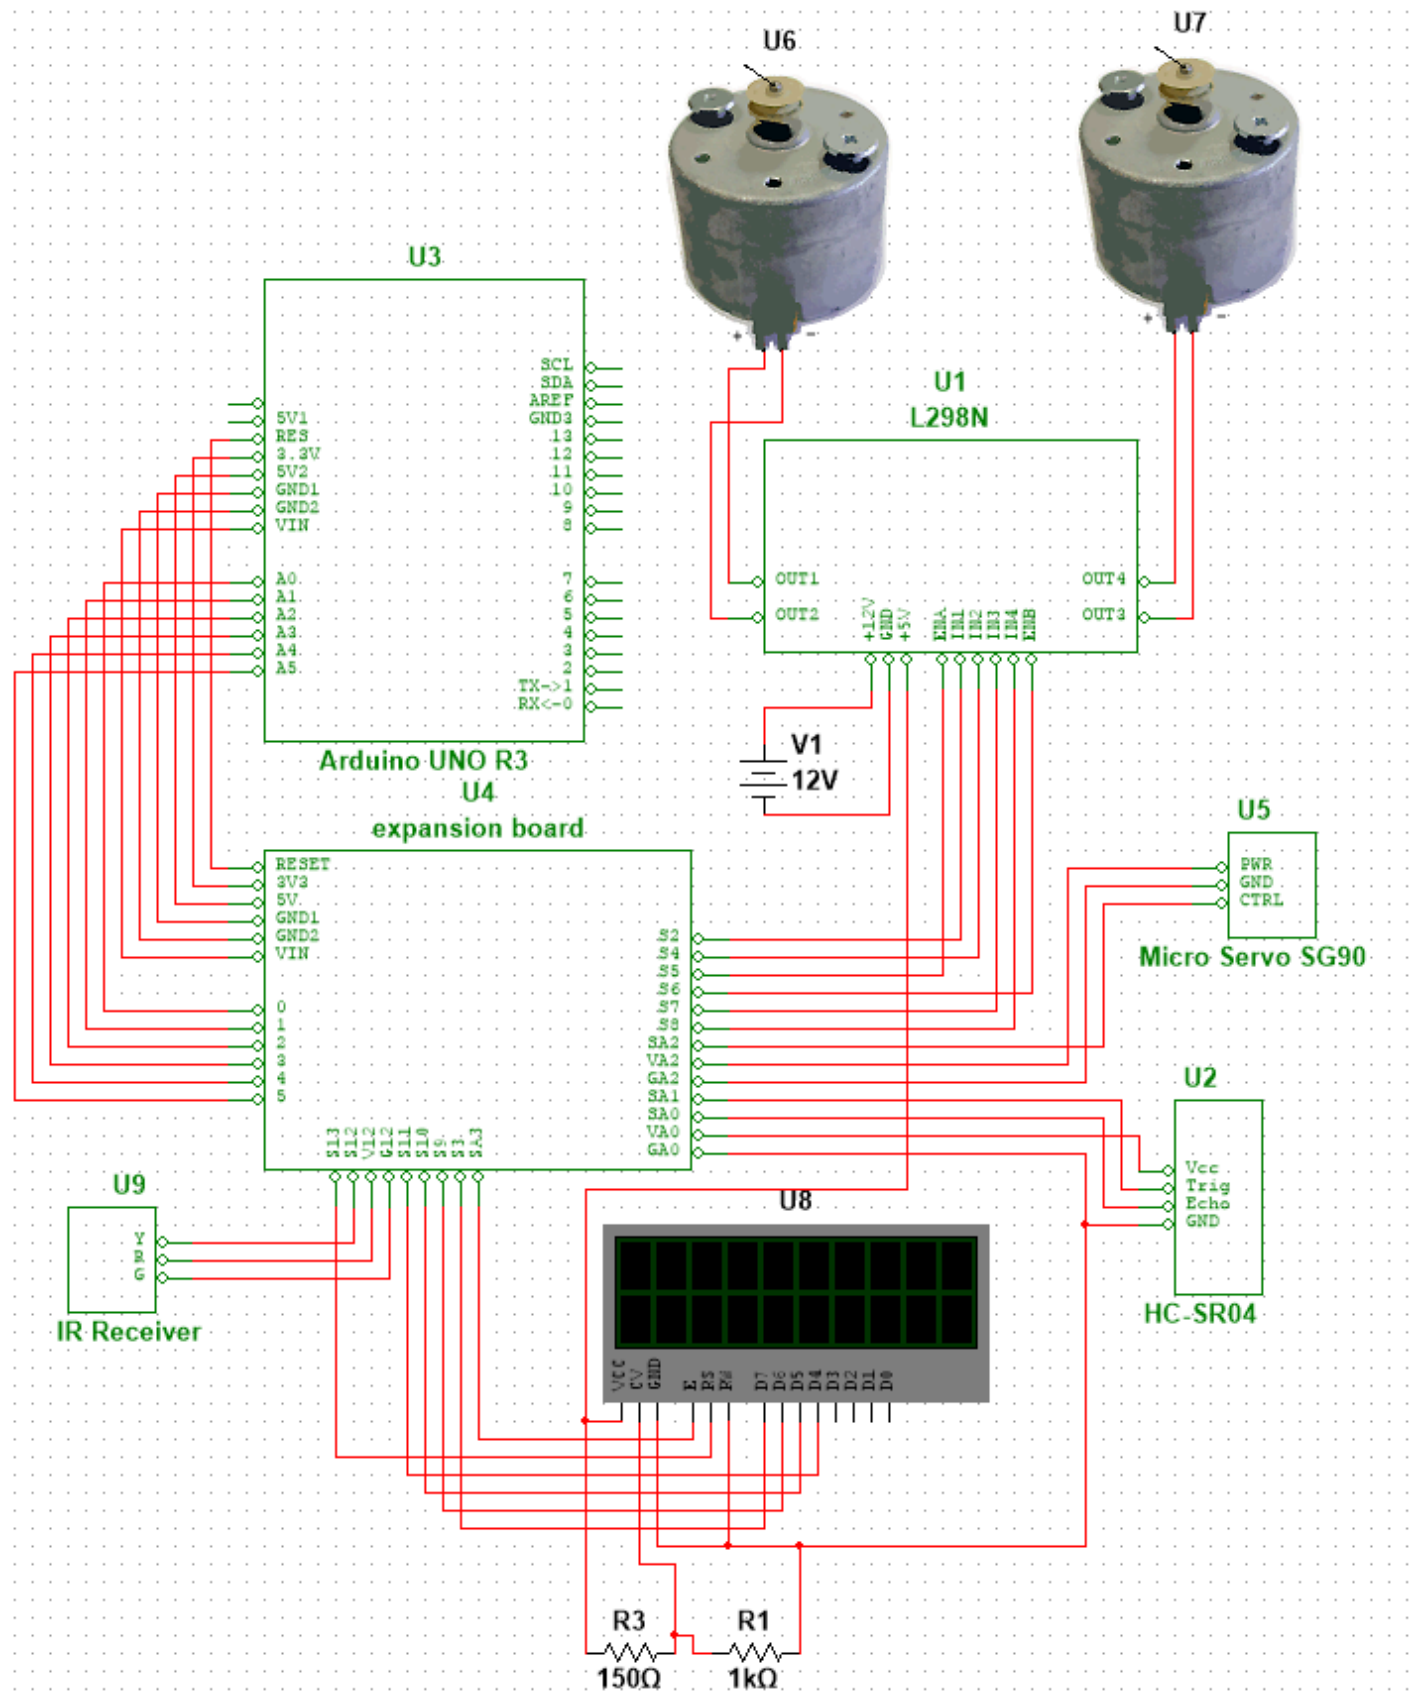 U6
U7
U3
SCL
SDA
AREF
GND3
13
12
11
10
9
8
7
6
5
4
3
2
TX->1
RX<-0
5V1
RES
3.3V
5V2
GND1
GND2
VIN
A0
A1
A2
A3
A4
A5
Arduino UNO R3
U1
L298N
OUT1
OUT2
OUT4
OUT3
+12V
GND
+5V
ENA
IN1
IN2
IN3
IN4
ENB
+
-
+
-
V1
12V
U4
expansion board
RESET
3V3
5V
GND1
GND2
VIN
0
1
2
3
4
5
S2
S4
S5
S6
S7
S8
SA2
VA2
GA2
SA1
SA0
VA0
GA0
S13
S12
V12
G12
S11
S10
S9
S3
SA3
U5
PWR
GND
CTRL
Micro Servo SG90
U2
Vcc
Trig
Echo
GND
HC-SR04
U9
Y
R
G
IR Receiver
U8
VCC
CV
GND
E
RS
RW
D7
D6
D5
D4
D3
D2
D1
D0
R3
150Ω
R1
1kΩ